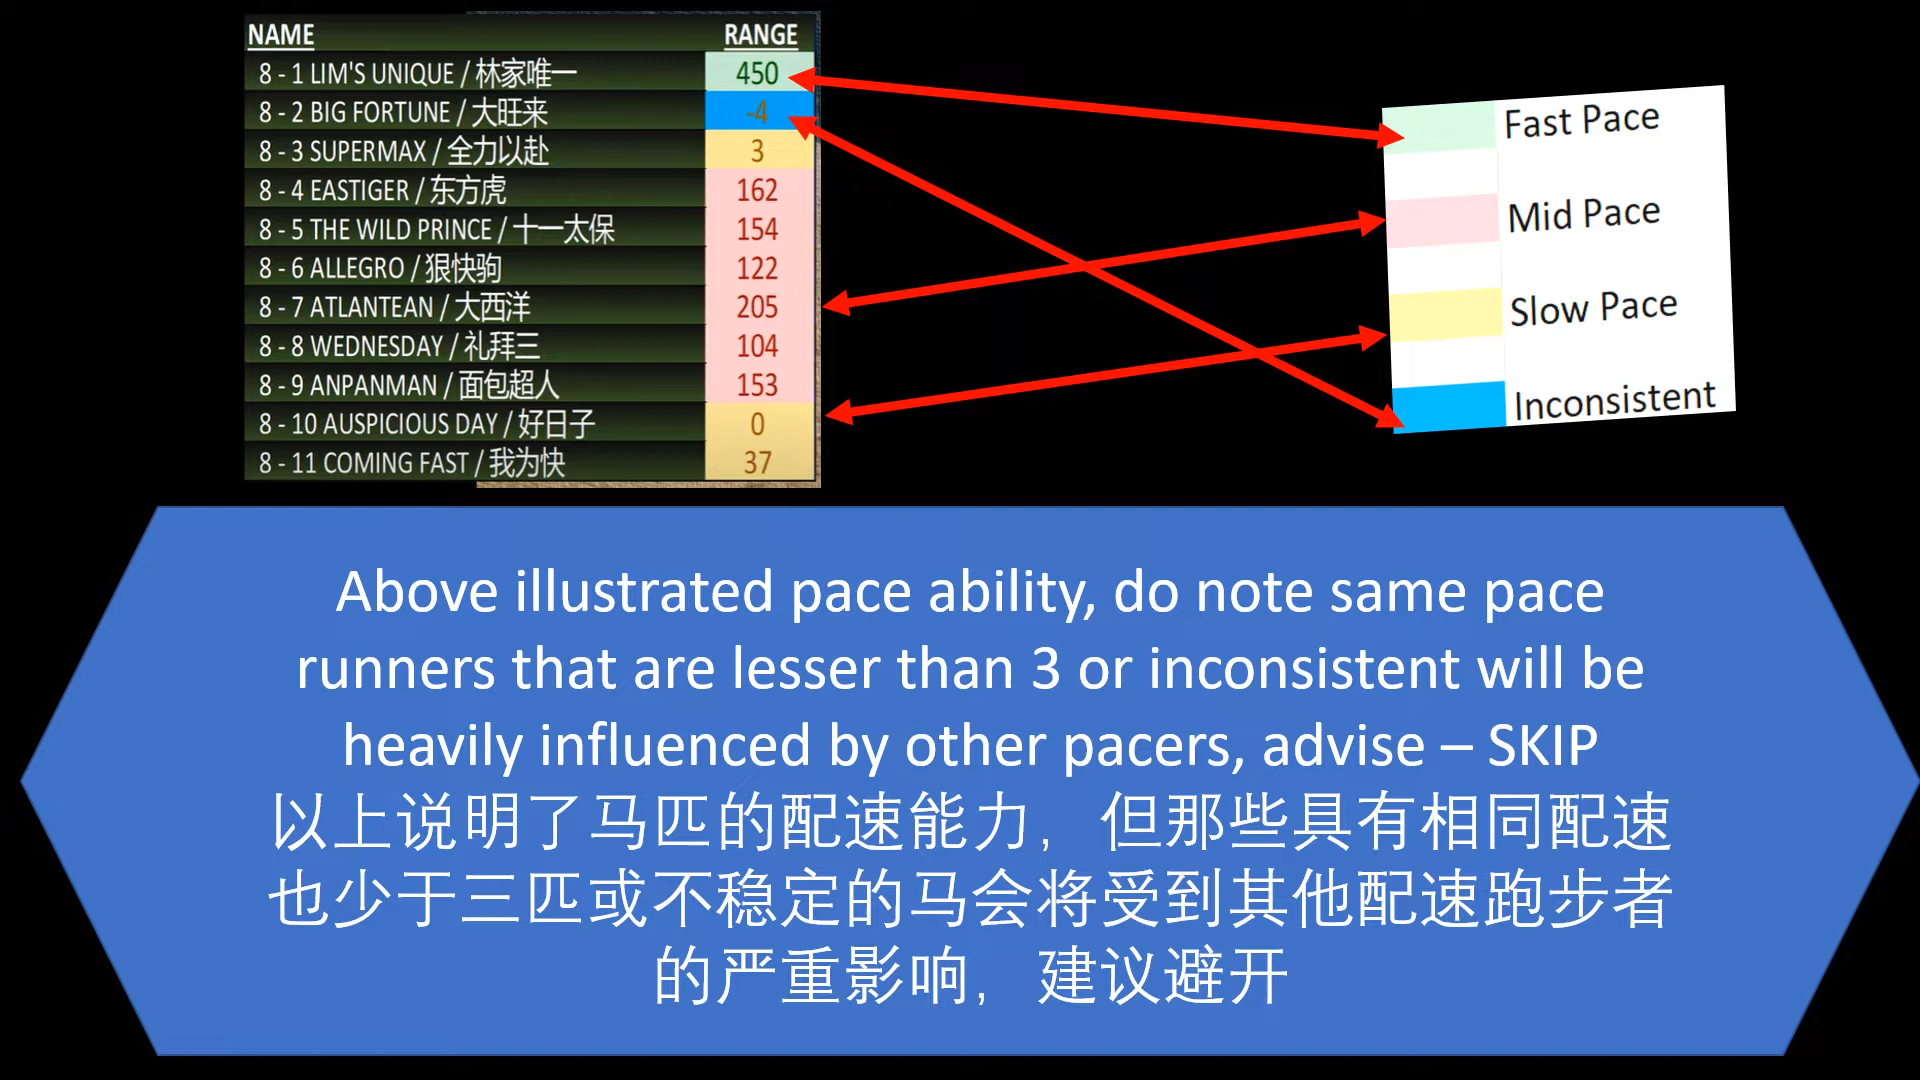 NAME RANGE
8 - 1 LIM'S UNIQUE / 林家唯一 450
8 - 2 BIG FORTUNE / 大旺来 -4
8 - 3 SUPERMAX / 全力以赴 3
8 - 4 EASTIGER / 东方虎 162
8 - 5 THE WILD PRINCE / 十一太保 154
8 - 6 ALLEGRO / 狠快驹 122
8 - 7 ATLANTEAN / 大西洋 205
8 - 8 WEDNESDAY / 礼拜三 104
8 - 9 ANPANMAN / 面包超人 153
8 - 10 AUSPICIOUS DAY / 好日子 0
8 - 11 COMING FAST / 我为快 37
Fast Pace
Mid Pace
Slow Pace
Inconsistent
Above illustrated pace ability, do note same pace
runners that are lesser than 3 or inconsistent will be
heavily influenced by other pacers, advise – SKIP
以上说明了马匹的配速能力，但那些具有相同配速
也少于三匹或不稳定的马会将受到其他配速跑步者
的严重影响，建议避开